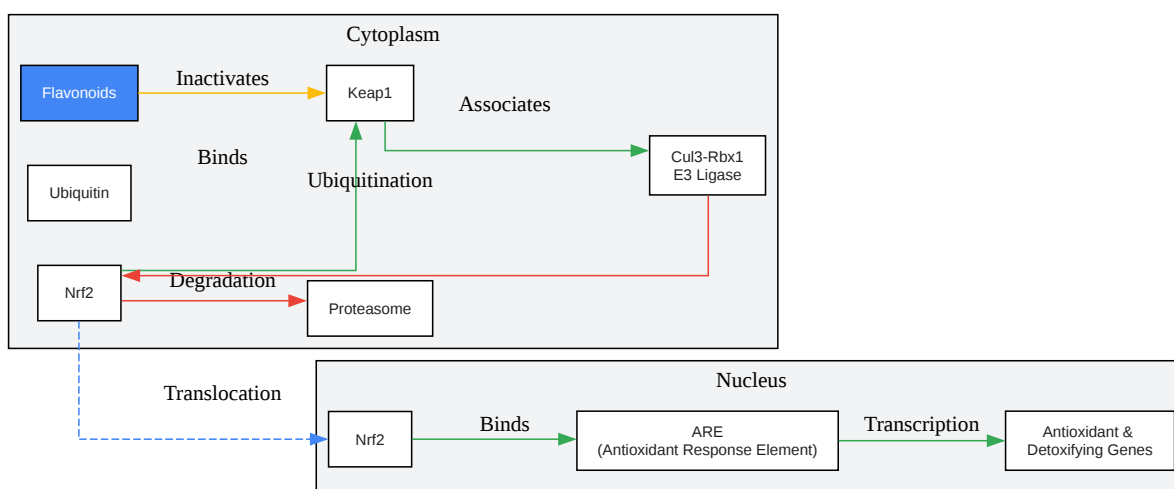 Cytoplasm
Flavonoids
Inactivates
Keap1
Associates
Cul3-Rbx1
E3 Ligase
Binds
Ubiquitination
Ubiquitin
Nrf2
Degradation
Proteasome
Nucleus
Translocation
Nrf2
Binds
ARE
(Antioxidant Response Element)
Transcription
Antioxidant &
Detoxifying Genes